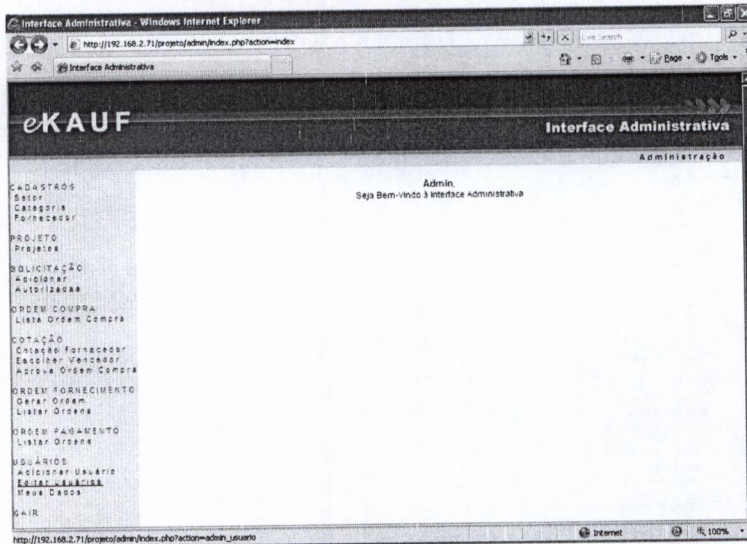 Interface Administrativa - Windows Internet Explorer
http://192.168.2.71/projeto/admin/index.php?action=index
Live Search
Interface Administrativa
Page
Tools
eKAUF
Interface Administrativa
Administração
Admin,
Seja Bem-Vindo à Interface Administrativa
CADASTROS
Setor
Categoria
Fornecedor
PROJETO
Projetos
SOLICITAÇÃO
Adicionar
Autorizadas
ORDEM COMPRA
Lista Ordem Compra
COTAÇÃO
Cotação Fornecedor
Escolher Vencedor
Aprova Ordem Compra
ORDEM FORNECIMENTO
Gerar Ordem
Listar Ordens
ORDEM PAGAMENTO
Listar Ordens
USUÁRIOS
Adicionar Usuário
Editar Usuários
Meus Dados
SAIR
http://192.168.2.71/projeto/admin/index.php?action=admin_usuario
Internet
100%